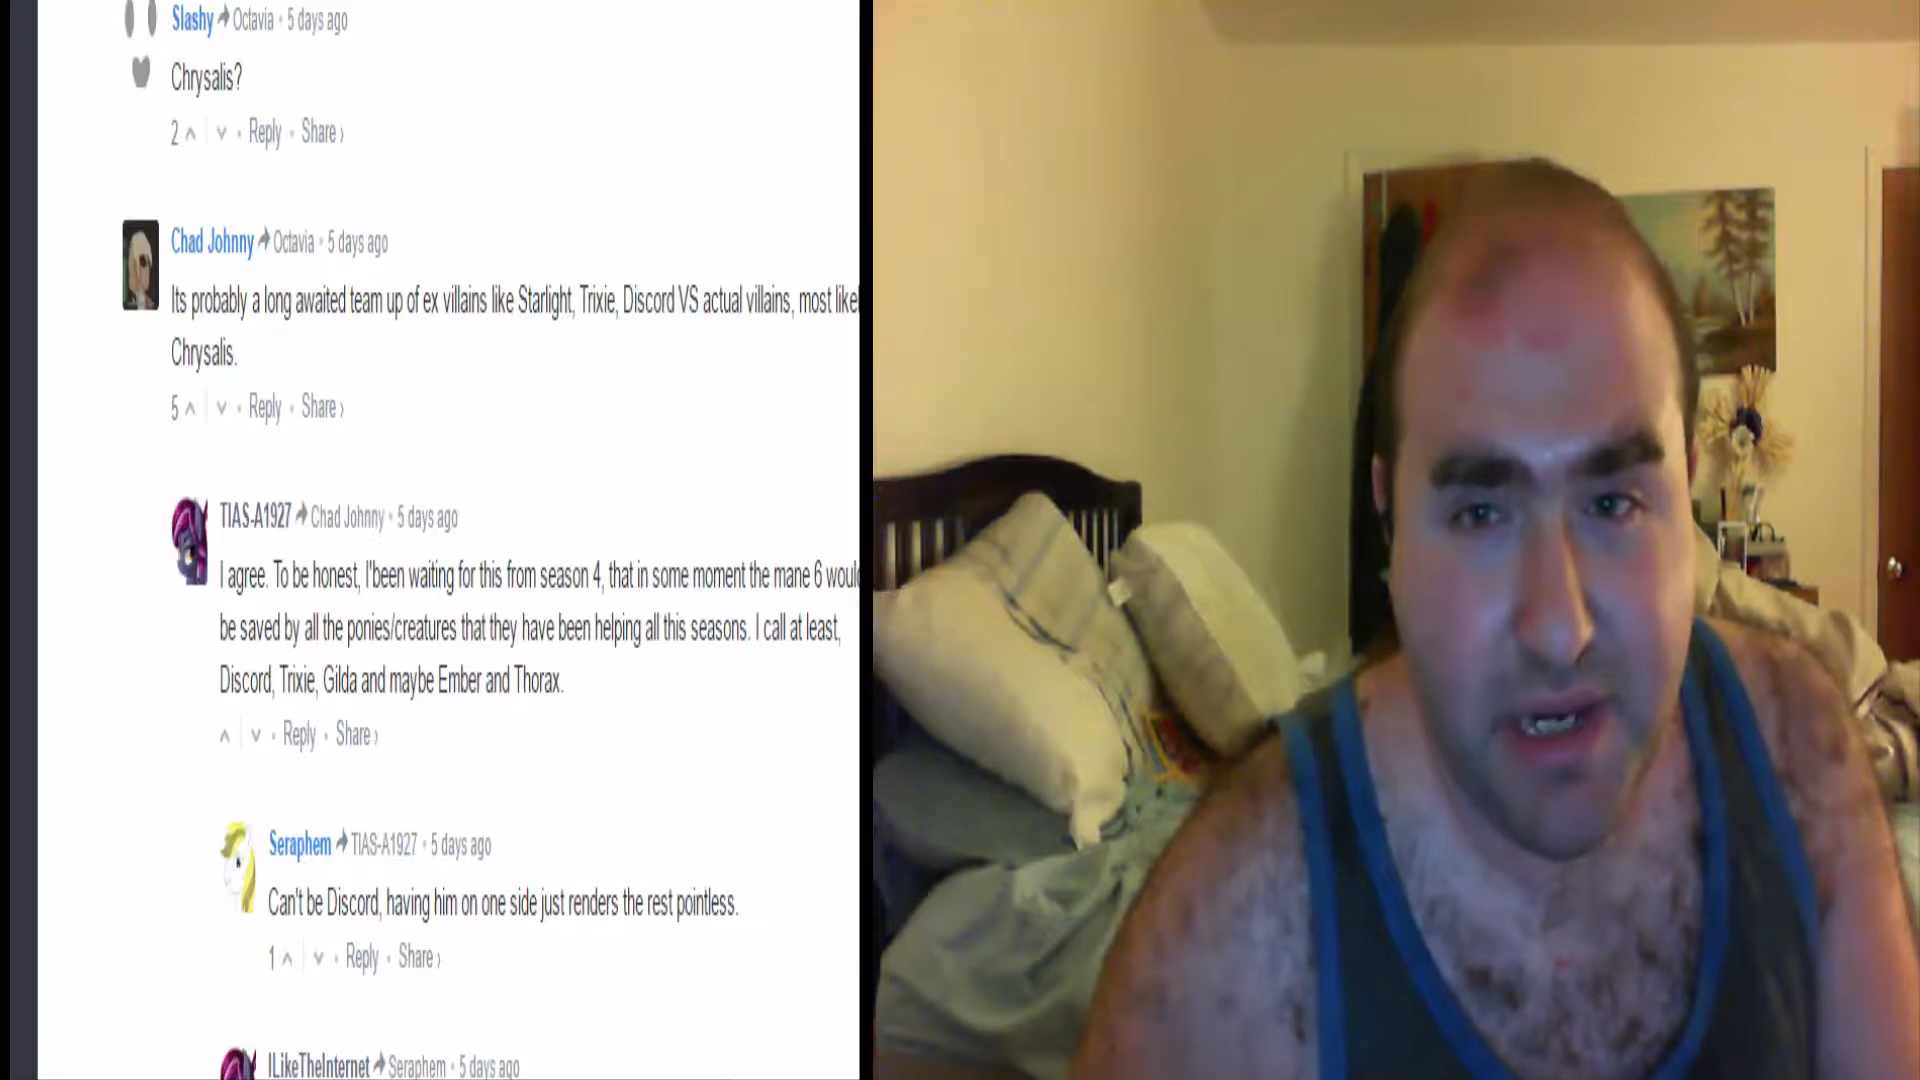 Slashy Octavia • 5 days ago
Chrysalis?
2 • Reply • Share ›
Chad Johnny Octavia • 5 days ago
Its probably a long awaited team up of ex villains like Starlight, Trixie, Discord VS actual villains, most likel
Chrysalis.
5 • Reply • Share ›
TIAS-A1927 Chad Johnny • 5 days ago
I agree. To be honest, I'been waiting for this from season 4, that in some moment the mane 6 would
be saved by all the ponies/creatures that they have been helping all this seasons. I call at least,
Discord, Trixie, Gilda and maybe Ember and Thorax.
• Reply • Share ›
Seraphem TIAS-A1927 • 5 days ago
Can't be Discord, having him on one side just renders the rest pointless.
1 • Reply • Share ›
ILikeTheInternet Seraphem • 5 days ago